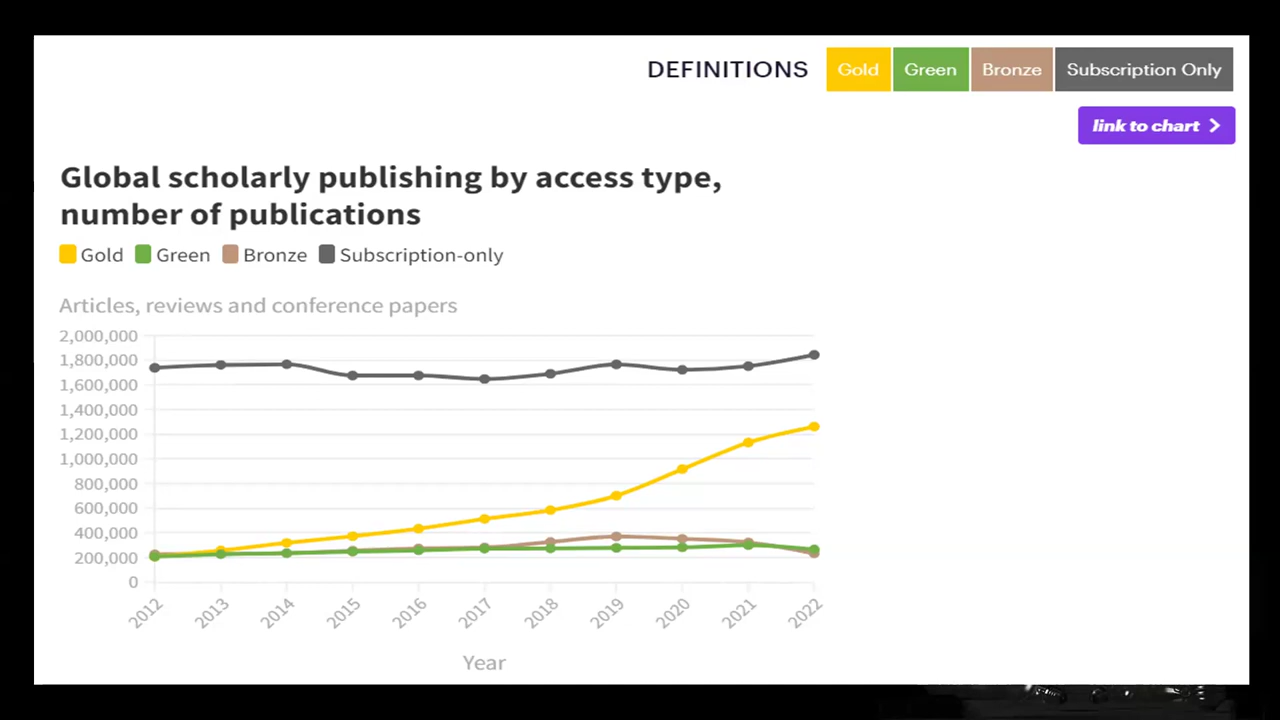 DEFINITIONS Gold Green Bronze Subscription Only
link to chart
Global scholarly publishing by access type,
number of publications
Gold Green Bronze Subscription-only
Articles, reviews and conference papers
2,000,000
1,800,000
1,600,000
1,400,000
1,200,000
1,000,000
800,000
600,000
400,000
200,000
0
2012 2013 2014 2015 2016 2017 2018 2019 2020 2021 2022
Year